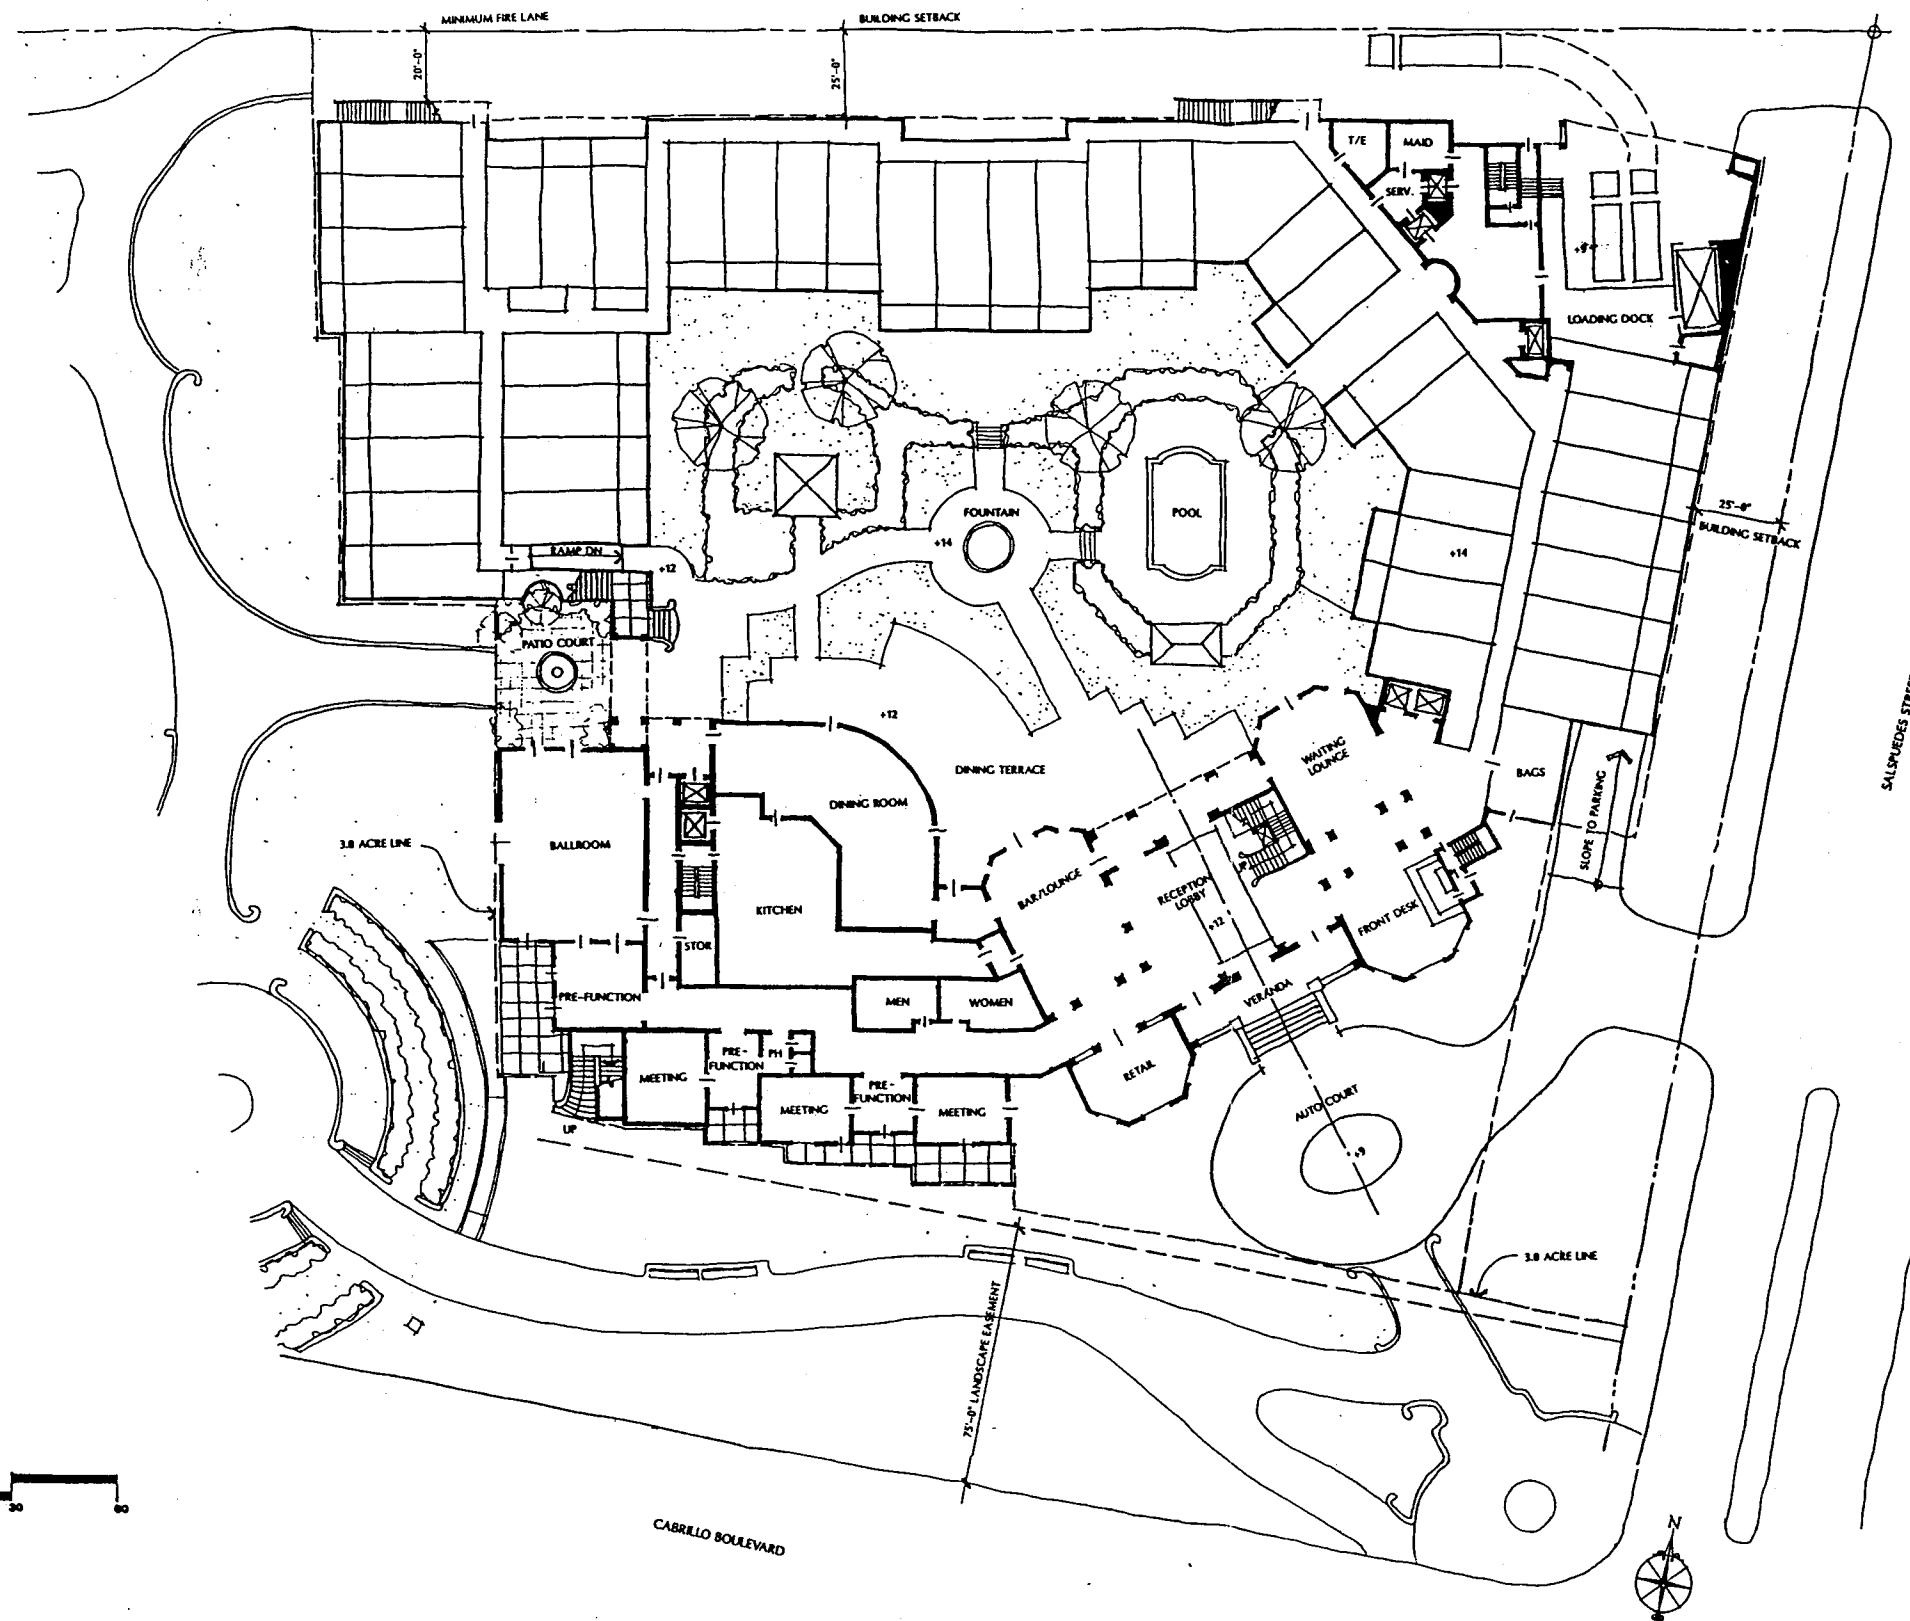 MINIMUM FIRE LANE
BUILDING SETBACK
20'-0"
25'-0"
T/E
MAID
SERV.
+9
LOADING DOCK
25'-0"
BUILDING SETBACK
FOUNTAIN
POOL
+14
+14
RAMP DN
+12
PATIO COURT
+12
WAITING
LOUNGE
BAGS
SLOPE TO PARKING
DINING TERRACE
DINING ROOM
3.8 ACRE LINE
BALLROOM
BAR/LOUNGE
RECEPTION
LOBBY
+12
FRONT DESK
KITCHEN
STOR
PRE-FUNCTION
MEN
WOMEN
VERANDA
PRE-
FUNCTION
PH
MEETING
RETAIL
PRE-
FUNCTION
MEETING
MEETING
UP
AUTO COURT
+9
3.8 ACRE LINE
75'-0" LANDSCAPE EASEMENT
30
60
CABRILLO BOULEVARD
N